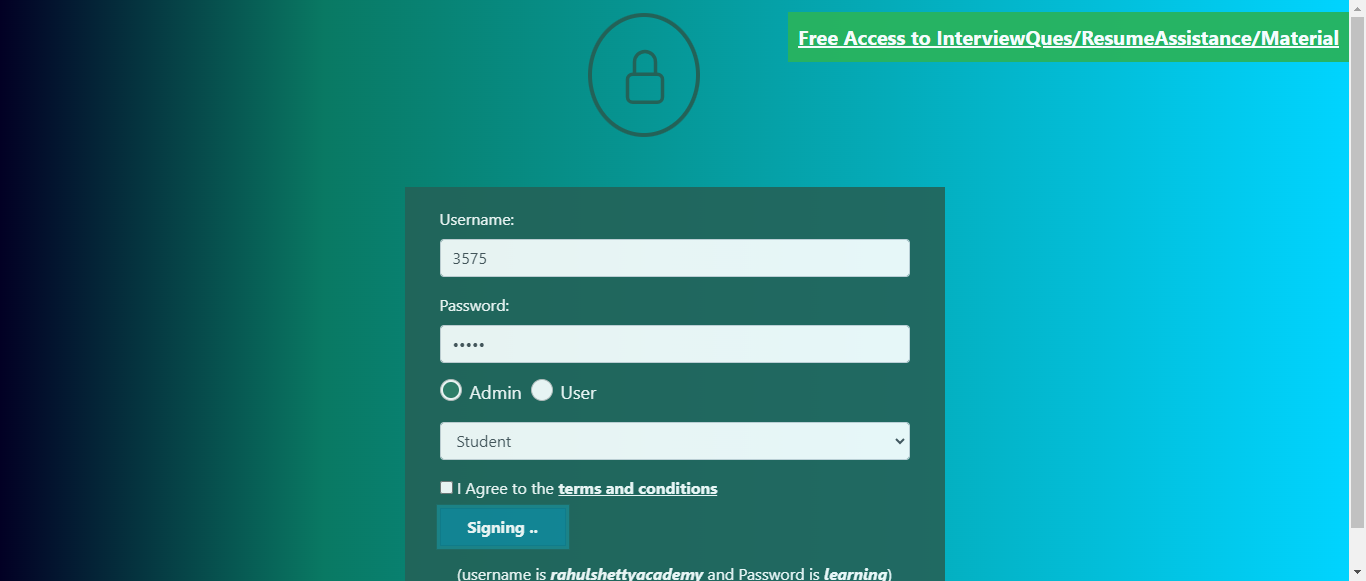 Free Access to InterviewQues/ResumeAssistance/Material
Username:
3575
Password:
•••••
Admin User
Student
I Agree to the terms and conditions
Signing ..
(username is rahulshettyacademy and Password is learning)